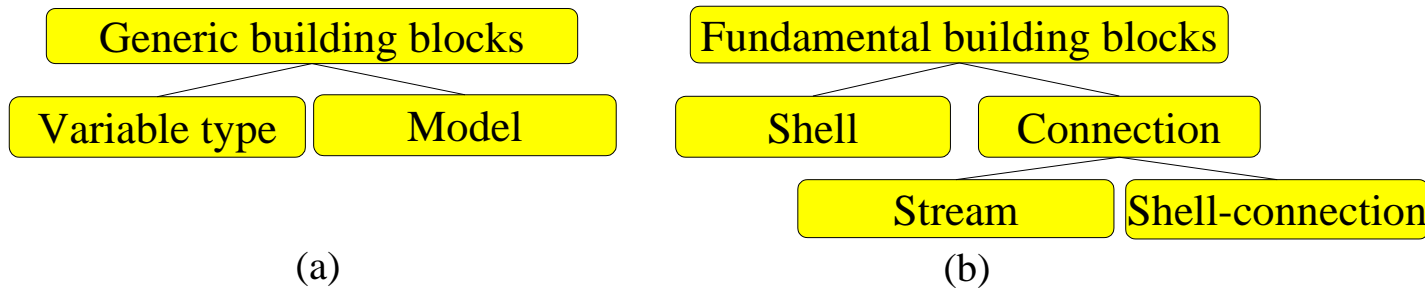 Generic building blocks
Variable type
Model
(a)
Fundamental building blocks
Shell
Connection
Stream
Shell-connection
(b)